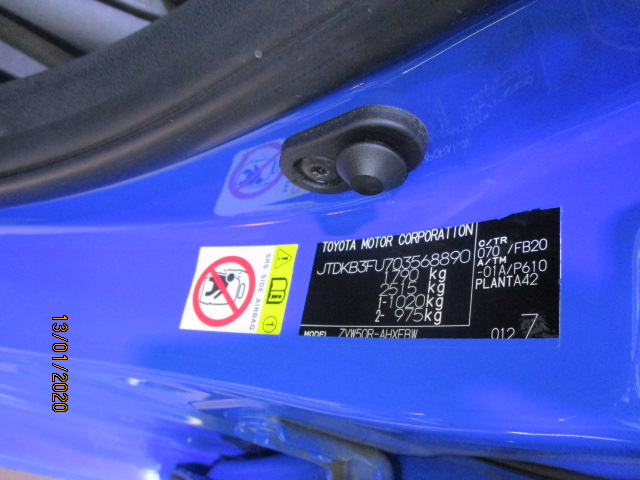 TOYOTA MOTOR CORPORATION
JTDKB3FU703568890
1790 kg
2515 kg
1-1020kg
2- 975kg
MODEL ZVW50R-AHXEBW
C/TR
070 /FB20
A/TM
-01A/P610
PLANTA42
012 7
SRS SIDE AIRBAG
13/01/2020